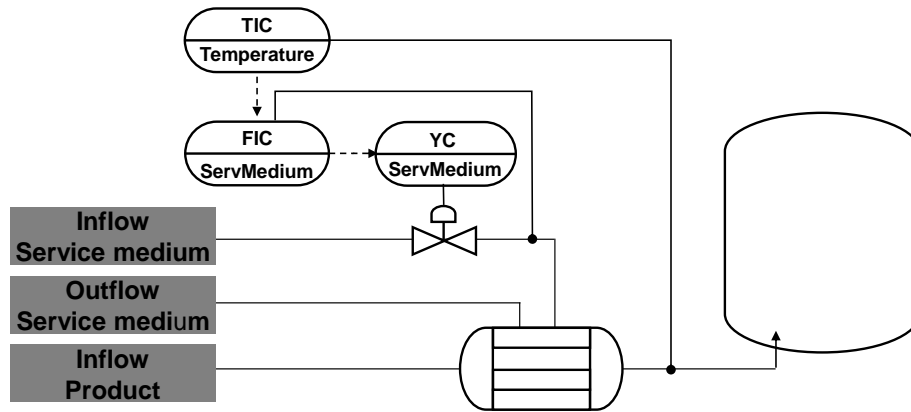 TIC
Temperature
FIC
ServMedium
YC
ServMedium
Inflow
Service medium
Outflow
Service medium
Inflow
Product